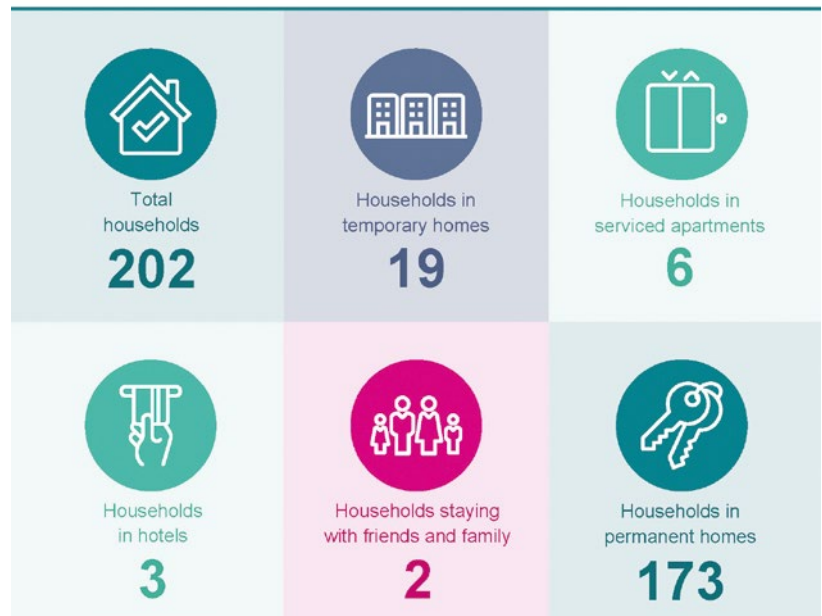 Total
households
202
Households in
temporary homes
19
Households in
serviced apartments
6
Households
in hotels
3
Households staying
with friends and family
2
Households in
permanent homes
173